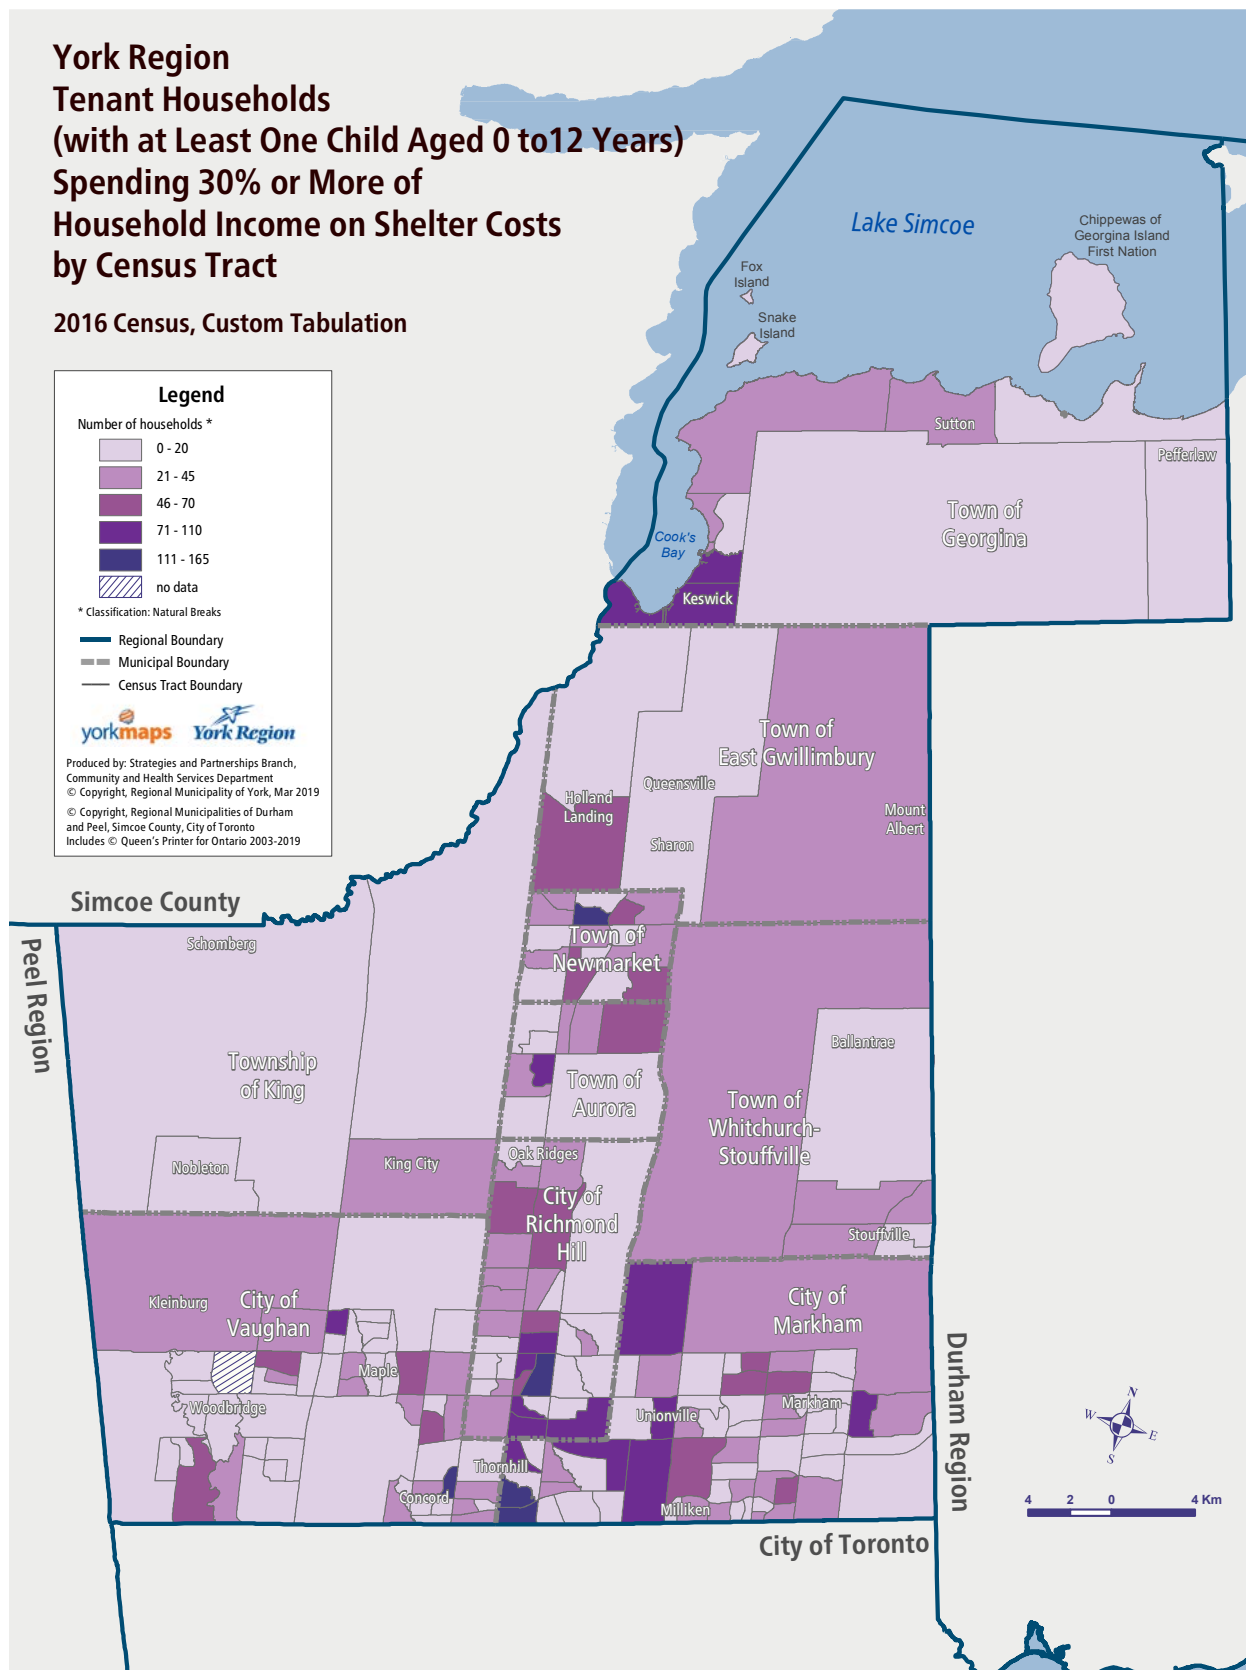 York Region
Tenant Households
(with at Least One Child Aged 0 to12 Years)
Spending 30% or More of
Household Income on Shelter Costs
by Census Tract
2016 Census, Custom Tabulation
Legend
Number of households *
0 - 20
21 - 45
46 - 70
71 - 110
111 - 165
no data
* Classification: Natural Breaks
Regional Boundary
Municipal Boundary
Census Tract Boundary
yorkmaps
York Region
Produced by: Strategies and Partnerships Branch,
Community and Health Services Department
© Copyright, Regional Municipality of York, Mar 2019
© Copyright, Regional Municipalities of Durham
and Peel, Simcoe County, City of Toronto
Includes © Queen's Printer for Ontario 2003-2019
Lake Simcoe
Chippewas of
Georgina Island
First Nation
Fox
Island
Snake
Island
Sutton
Pefferlaw
Town of
Georgina
Cook's
Bay
Keswick
Town of
East Gwillimbury
Queensville
Holland
Landing
Mount
Albert
Sharon
Simcoe County
Peel Region
Schomberg
Town of
Newmarket
Ballantrae
Township
of King
Town of
Aurora
Town of
Whitchurch-
Stouffville
Nobleton
King City
Oak Ridges
City of
Richmond
Hill
Stouffville
Kleinburg
City of
Vaughan
City of
Markham
Maple
Woodbridge
Unionville
Markham
Thornhill
Concord
Milliken
Durham Region
City of Toronto
N
W
E
S
4 2 0 4 Km